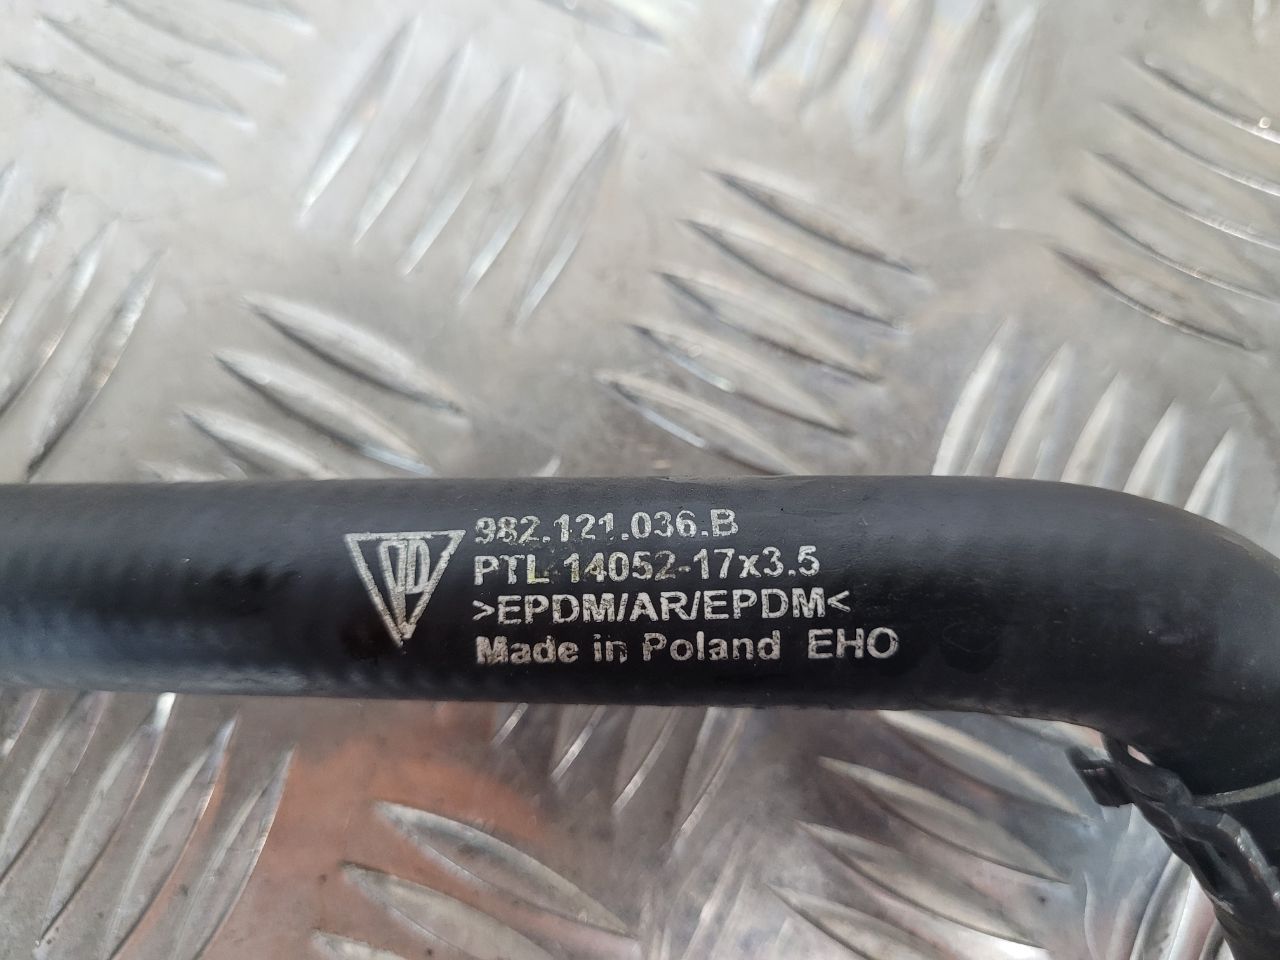 982.121.036.B
PTL 14052-17x3.5
>EPDM/AR/EPDM<
Made in Poland EHO